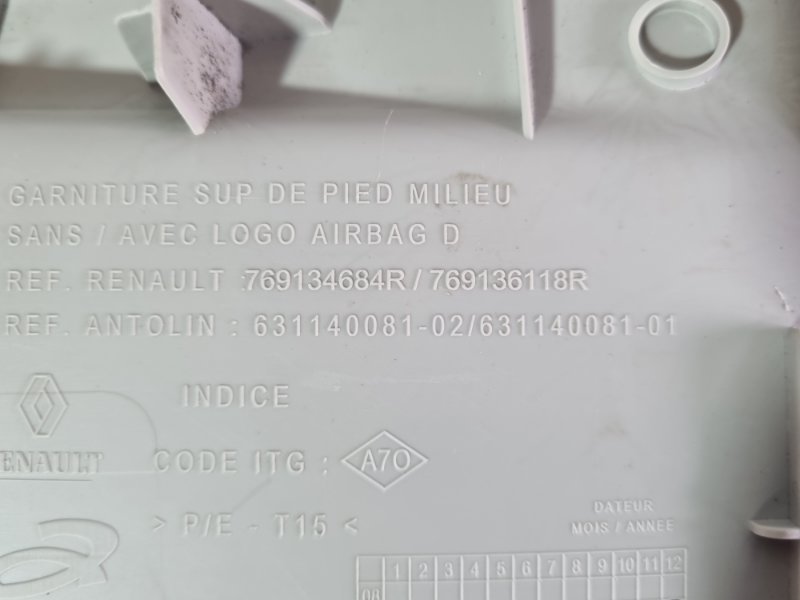 GARNITURE SUP DE PIED MILIEU
SANS / AVEC LOGO AIRBAG D
REF. RENAULT :769134684R / 769136118R
REF. ANTOLIN : 631140081-02/631140081-01
INDICE
RENAULT
CODE ITG : A70
> P/E - T15 <
DATEUR
MOIS / ANNEE
1 2 3 4 5 6 7 8 9 10 11 12
08